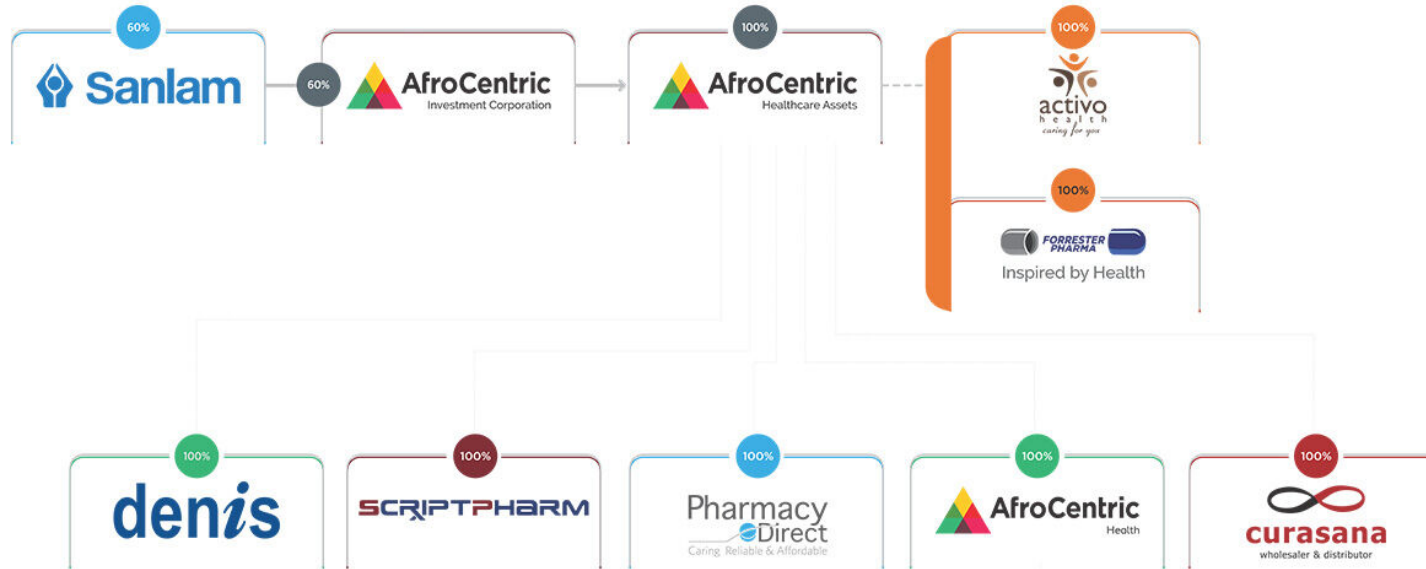 60%
Sanlam
60%
AfroCentric
Investment Corporation
100%
AfroCentric
Healthcare Assets
100%
activo
health
caring for you
100%
FORRESTER
PHARMA
Inspired by Health
100%
denis
100%
SCRIPTPHARM
100%
Pharmacy
Direct
Caring Reliable & Affordable
100%
AfroCentric
Health
100%
curasana
wholesaler & distributor